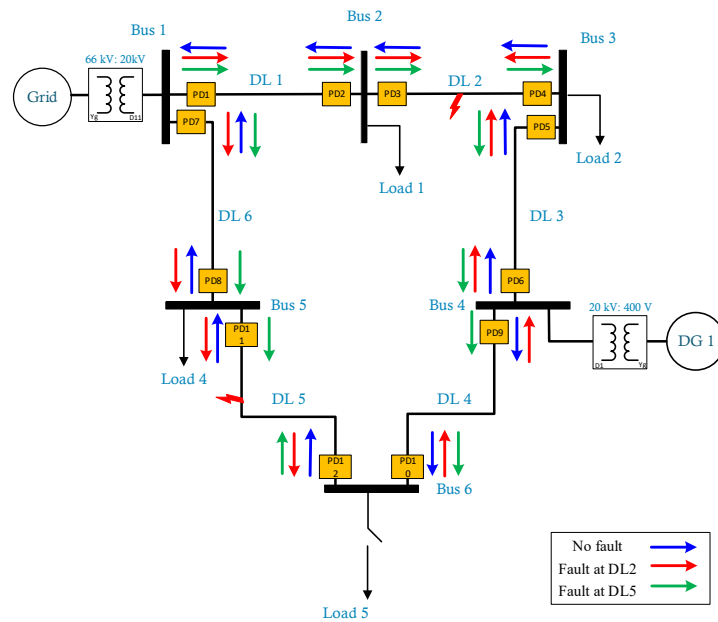 Bus 1
Bus 2
Bus 3
66 kV: 20kV
Grid
Yg
D11
PD1
DL 1
PD2
PD3
DL 2
PD4
PD7
PD5
Load 1
Load 2
DL 6
DL 3
PD8
PD6
Bus 5
Bus 4
20 kV: 400 V
PD1
1
PD9
D1
Yg
DG 1
Load 4
DL 5
DL 4
PD1
2
PD1
0
Bus 6
Load 5
No fault
Fault at DL2
Fault at DL5